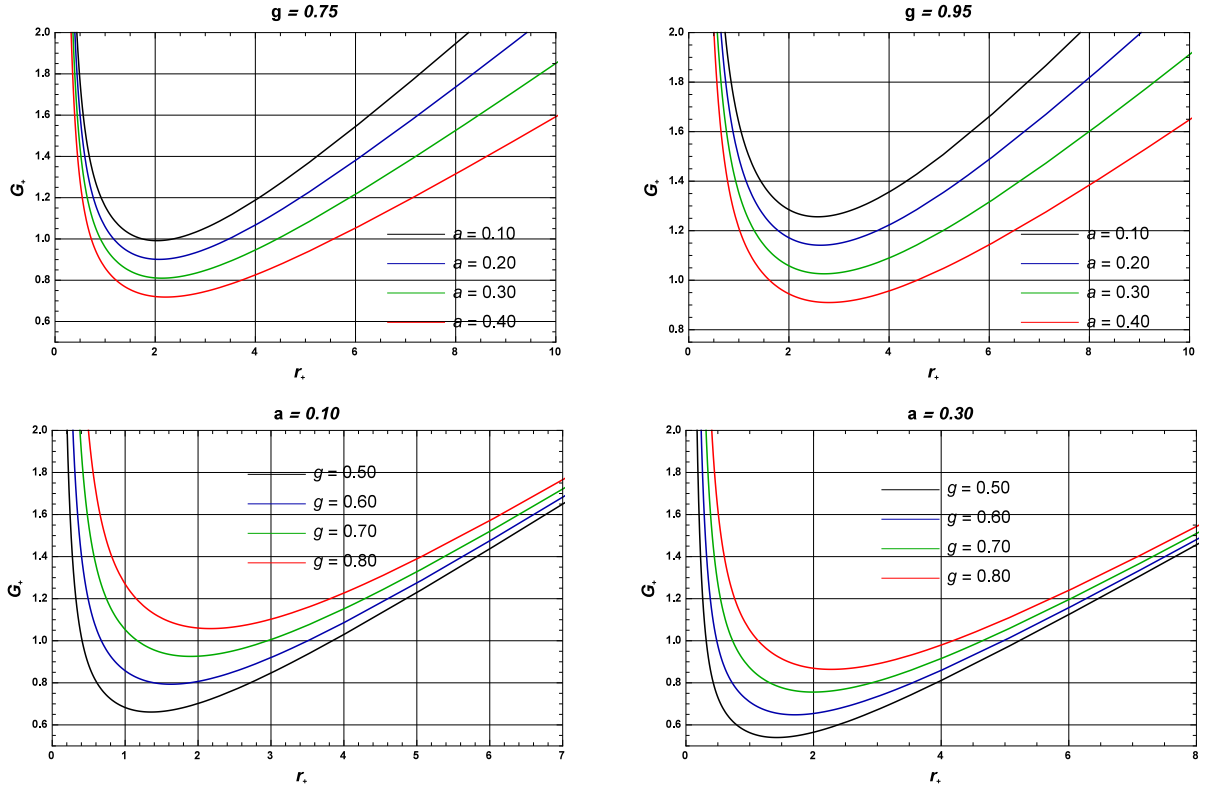 g = 0.75
2.0
1.8
1.6
1.4
1.2
1.0
0.8
0.6
G₊
a = 0.10
a = 0.20
a = 0.30
a = 0.40
0 2 4 6 8 10
r₊
g = 0.95
2.0
1.8
1.6
1.4
1.2
1.0
0.8
G₊
a = 0.10
a = 0.20
a = 0.30
a = 0.40
0 2 4 6 8 10
r₊
a = 0.10
2.0
1.8
1.6
1.4
1.2
1.0
0.8
0.6
G₊
g = 0.50
g = 0.60
g = 0.70
g = 0.80
0 1 2 3 4 5 6 7
r₊
a = 0.30
2.0
1.8
1.6
1.4
1.2
1.0
0.8
0.6
G₊
g = 0.50
g = 0.60
g = 0.70
g = 0.80
0 2 4 6 8
r₊